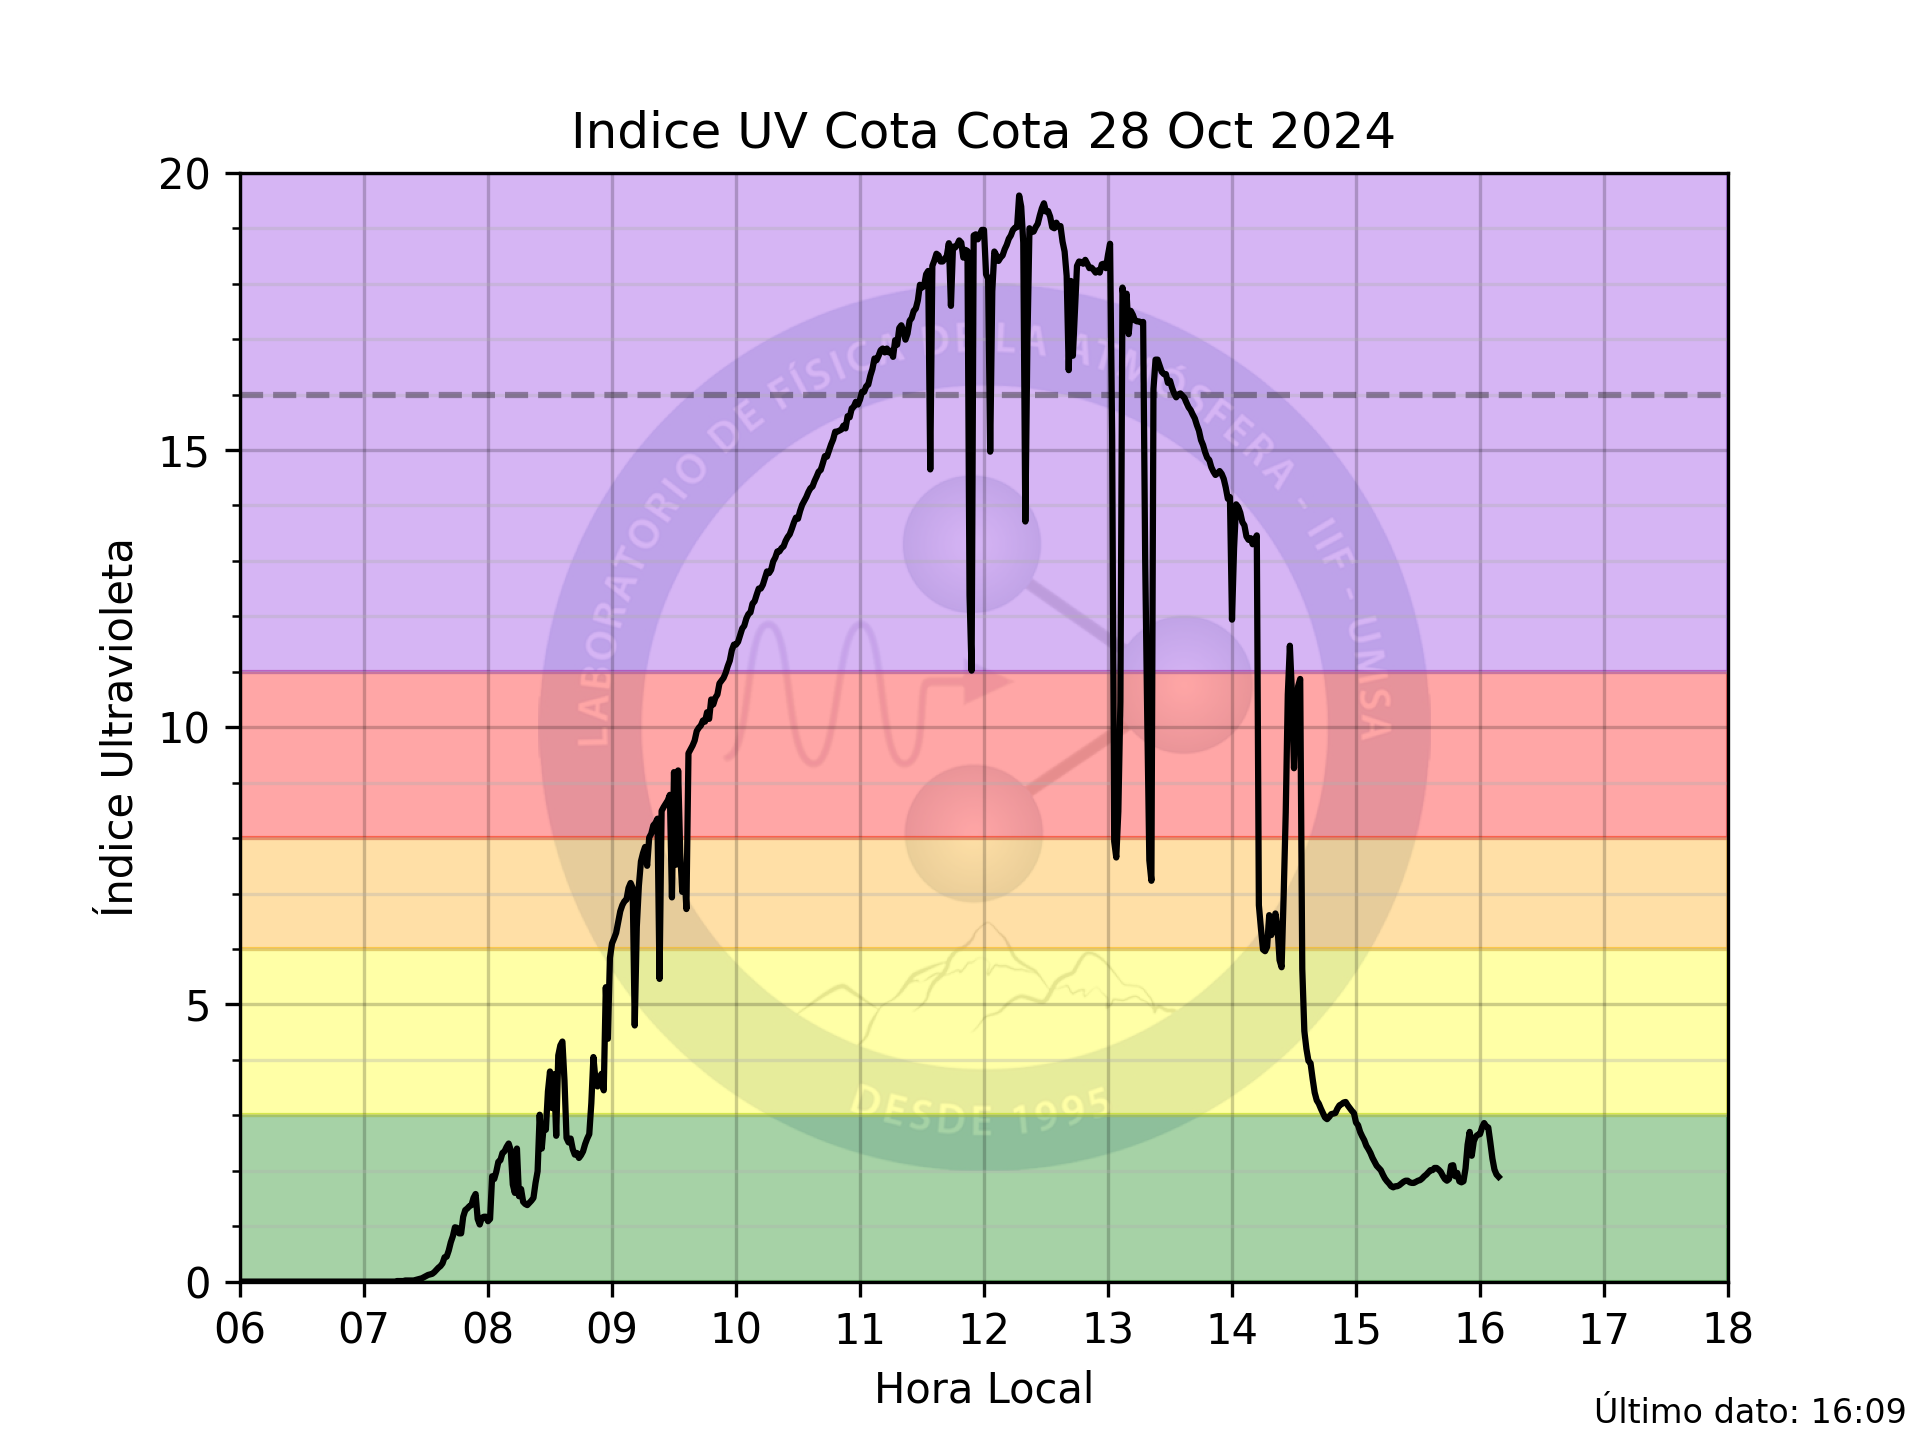 Indice UV Cota Cota 28 Oct 2024
20
15
10
5
0
Índice Ultravioleta
LABORATORIO DE FÍSICA DE LA ATMÓSFERA - IIF - UMSA
DESDE 1995
06 07 08 09 10 11 12 13 14 15 16 17 18
Hora Local
Último dato: 16:09